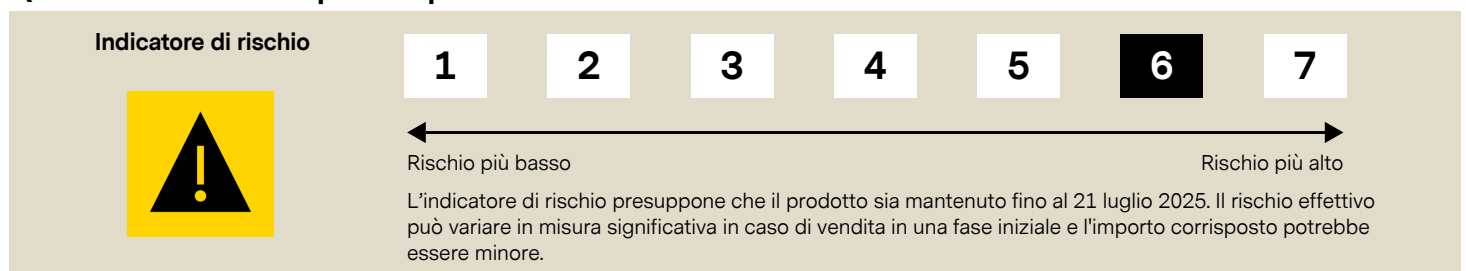 Indicatore di rischio
1 2 3 4 5 6 7
Rischio più basso
Rischio più alto
L'indicatore di rischio presuppone che il prodotto sia mantenuto fino al 21 luglio 2025. Il rischio effettivo
può variare in misura significativa in caso di vendita in una fase iniziale e l'importo corrisposto potrebbe
essere minore.